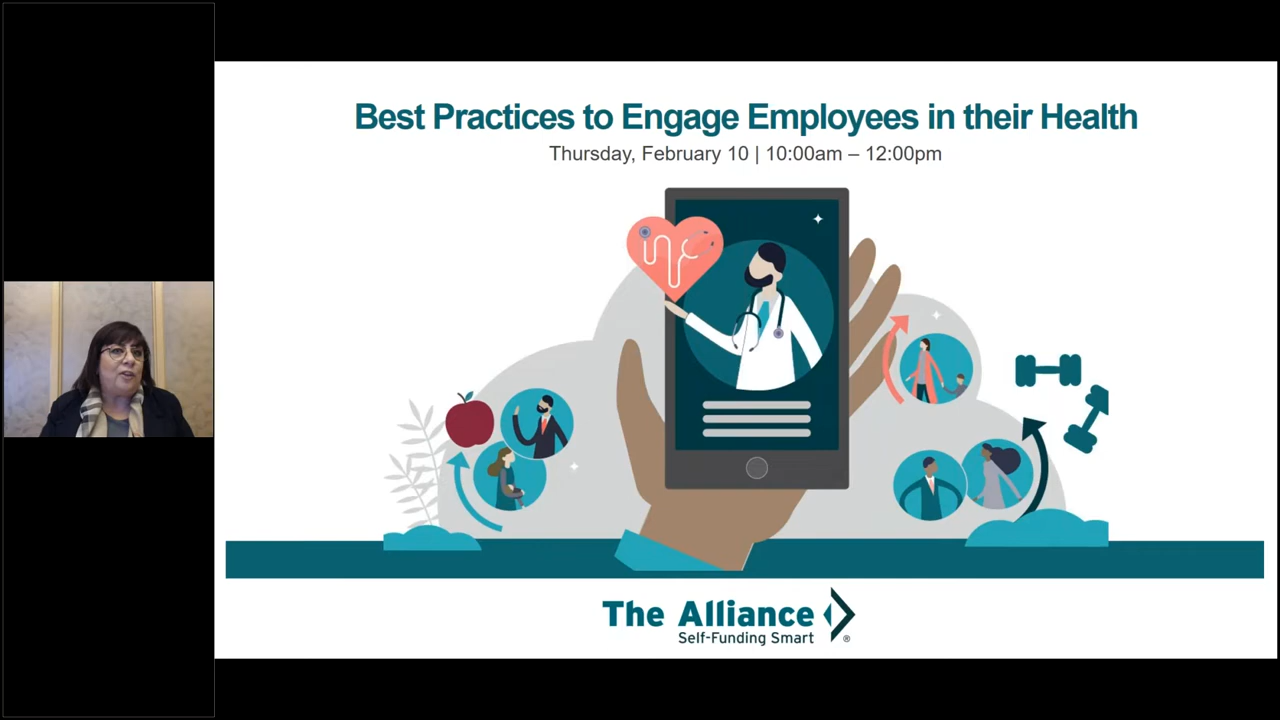 Best Practices to Engage Employees in their Health
Thursday, February 10 | 10:00am – 12:00pm
The Alliance
Self-Funding Smart ®